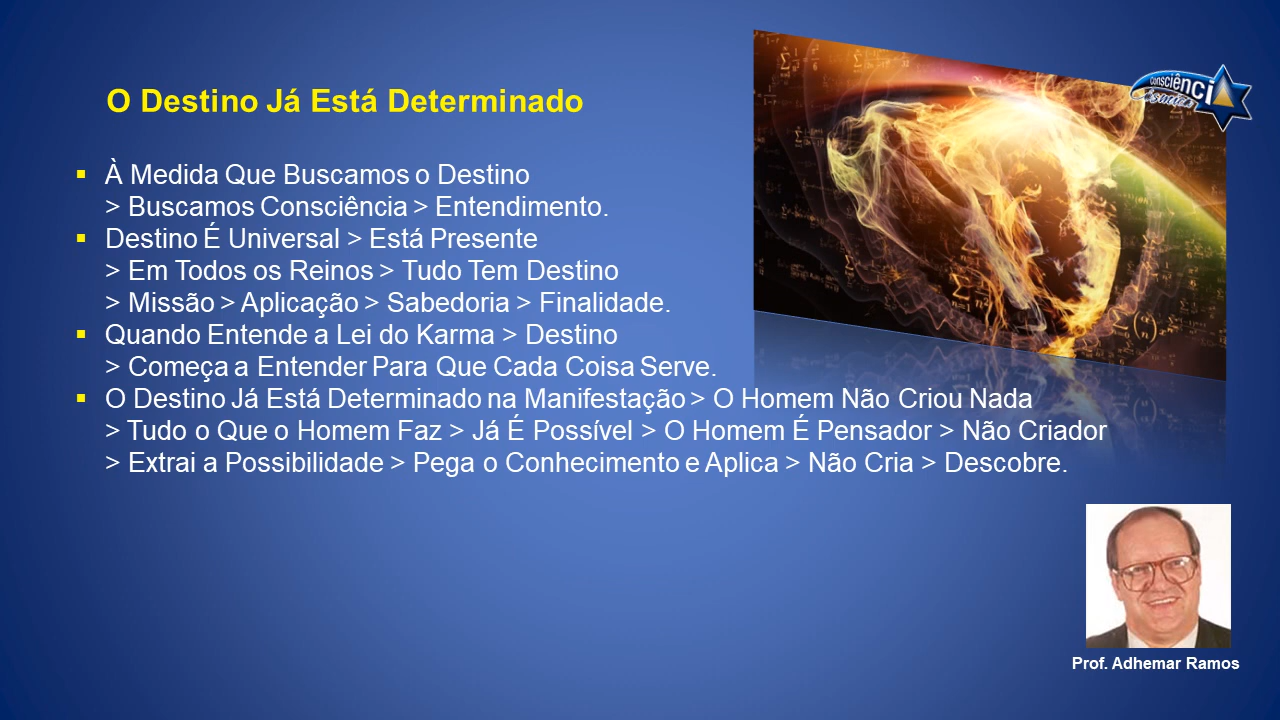 O Destino Já Está Determinado
consciênci
▪ À Medida Que Buscamos o Destino
> Buscamos Consciência > Entendimento.
▪ Destino É Universal > Está Presente
> Em Todos os Reinos > Tudo Tem Destino
> Missão > Aplicação > Sabedoria > Finalidade.
▪ Quando Entende a Lei do Karma > Destino
> Começa a Entender Para Que Cada Coisa Serve.
▪ O Destino Já Está Determinado na Manifestação > O Homem Não Criou Nada
> Tudo o Que o Homem Faz > Já É Possível > O Homem É Pensador > Não Criador
> Extrai a Possibilidade > Pega o Conhecimento e Aplica > Não Cria > Descobre.
Prof. Adhemar Ramos